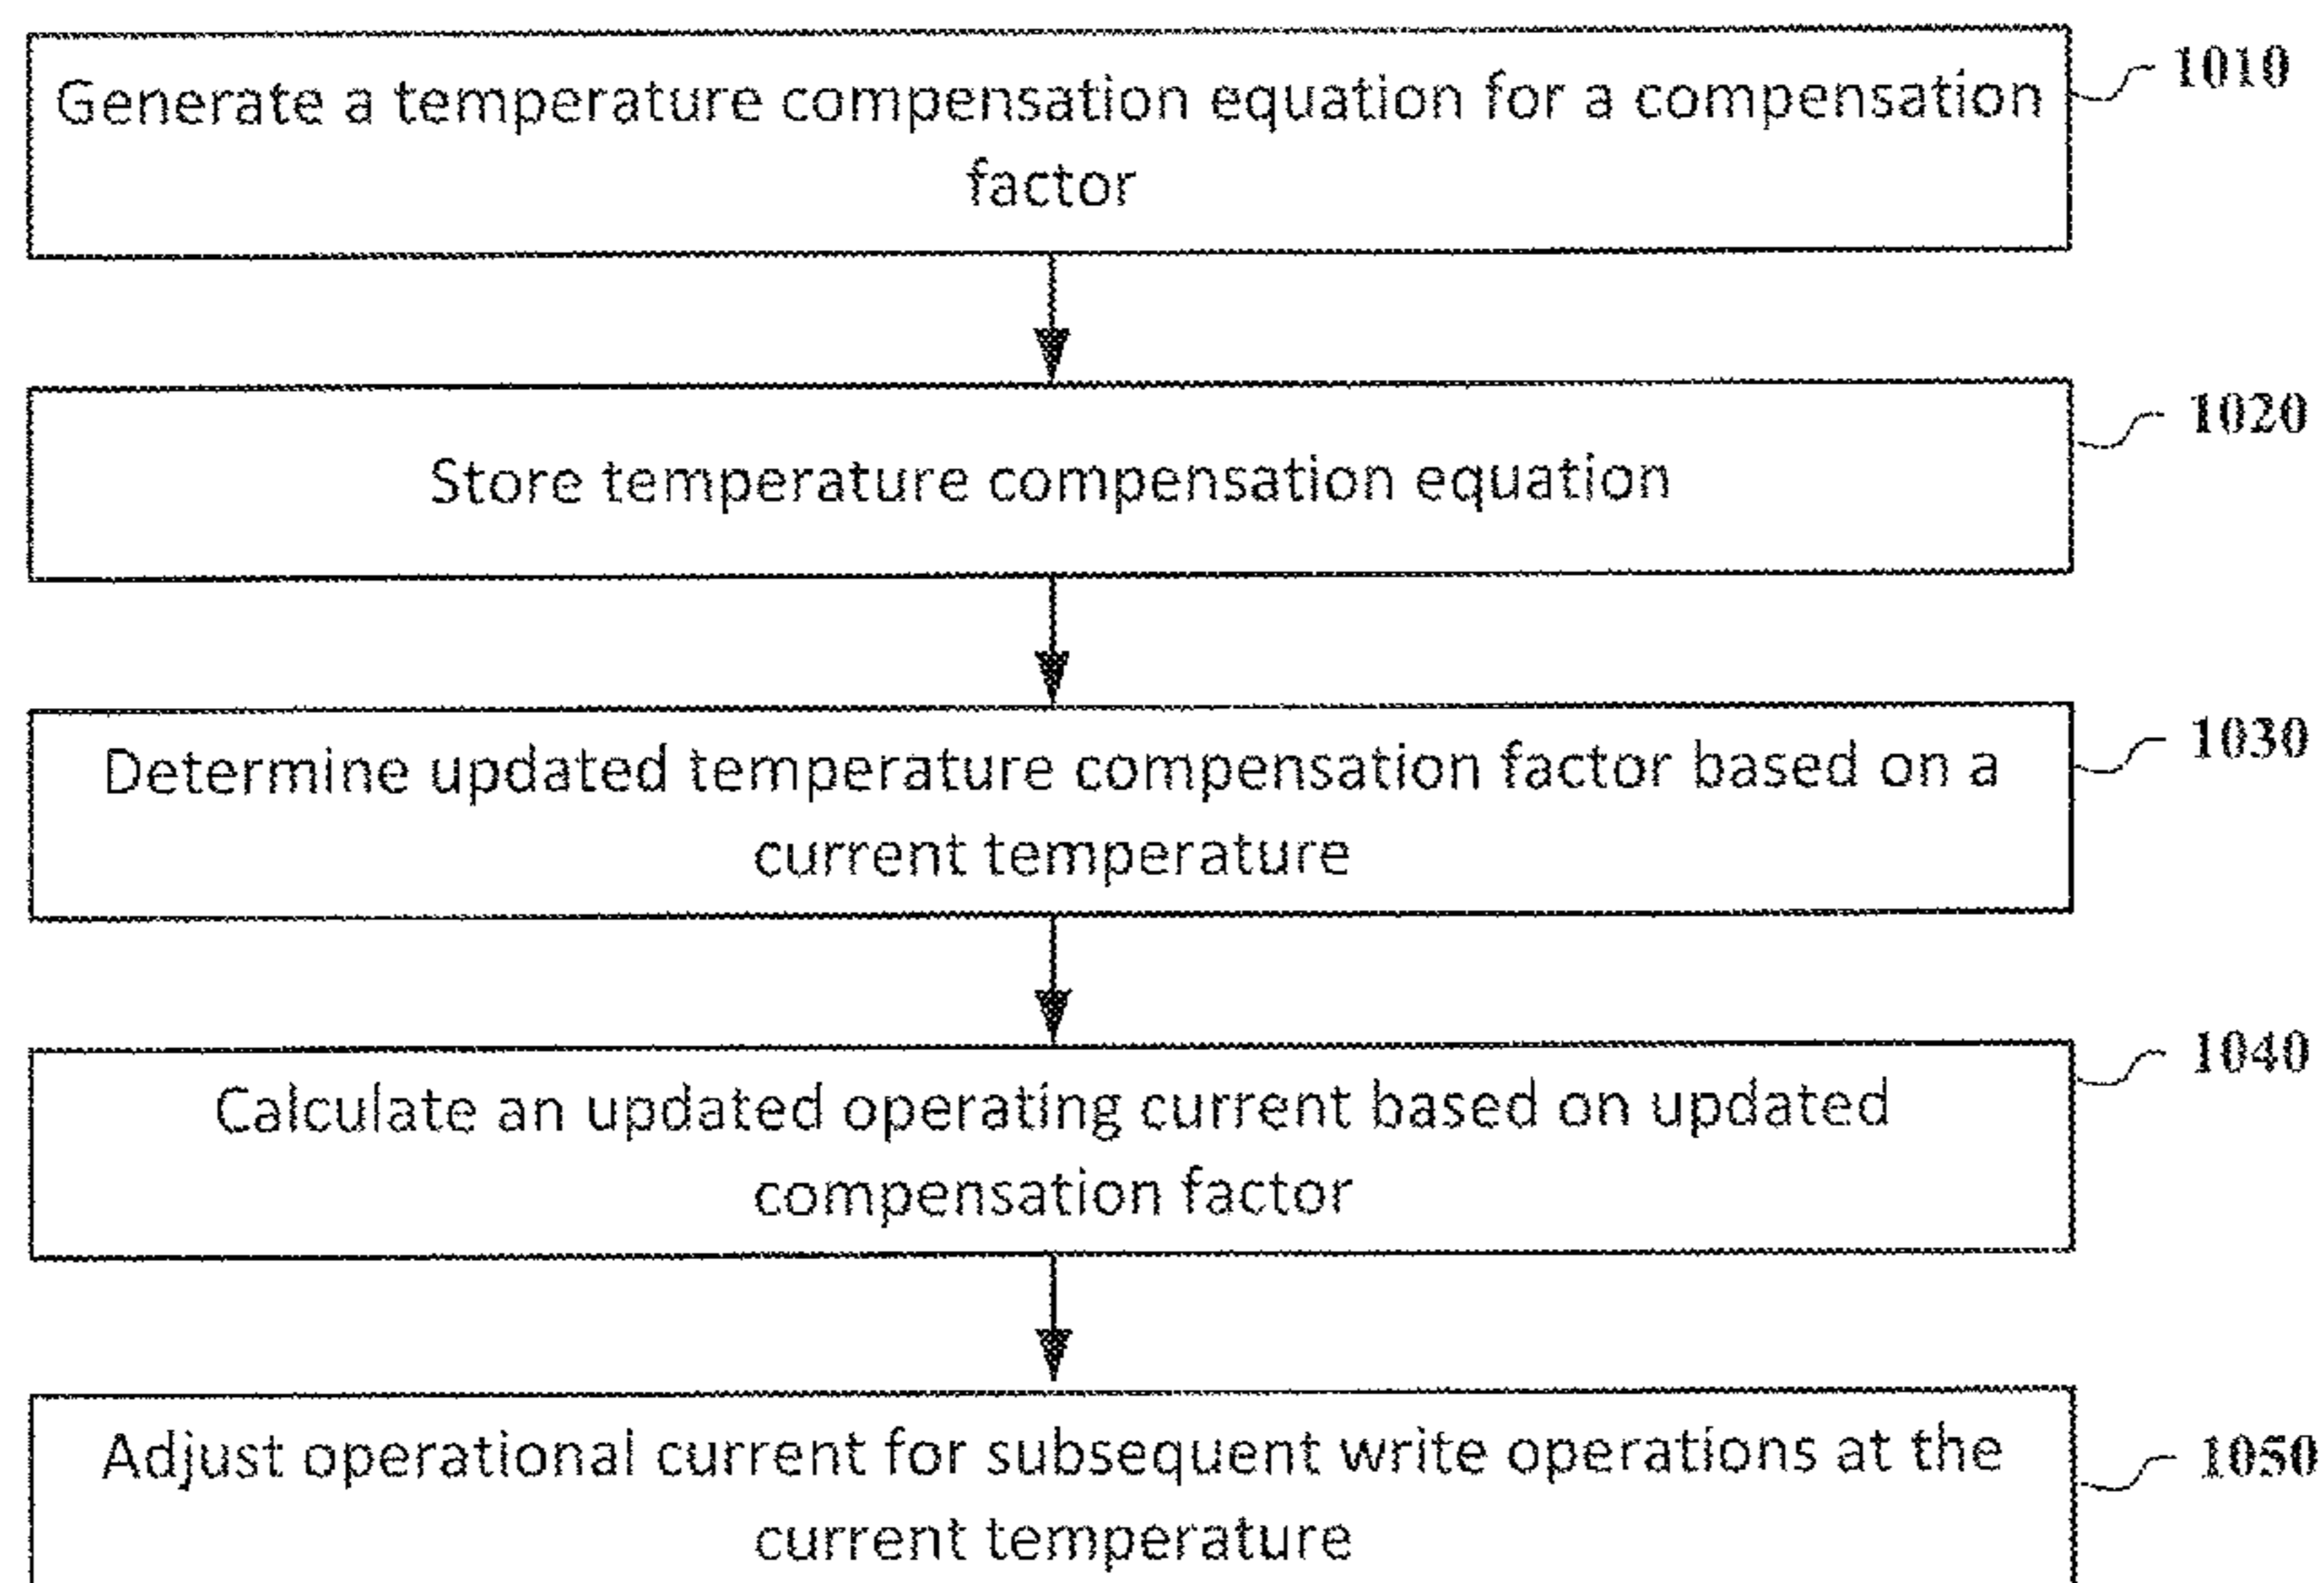 Generate a temperature compensation equation for a compensation
factor
1010
Store temperature compensation equation
1020
Determine updated temperature compensation factor based on a
current temperature
1030
Calculate an updated operating current based on updated
compensation factor
1040
Adjust operational current for subsequent write operations at the
current temperature
1050